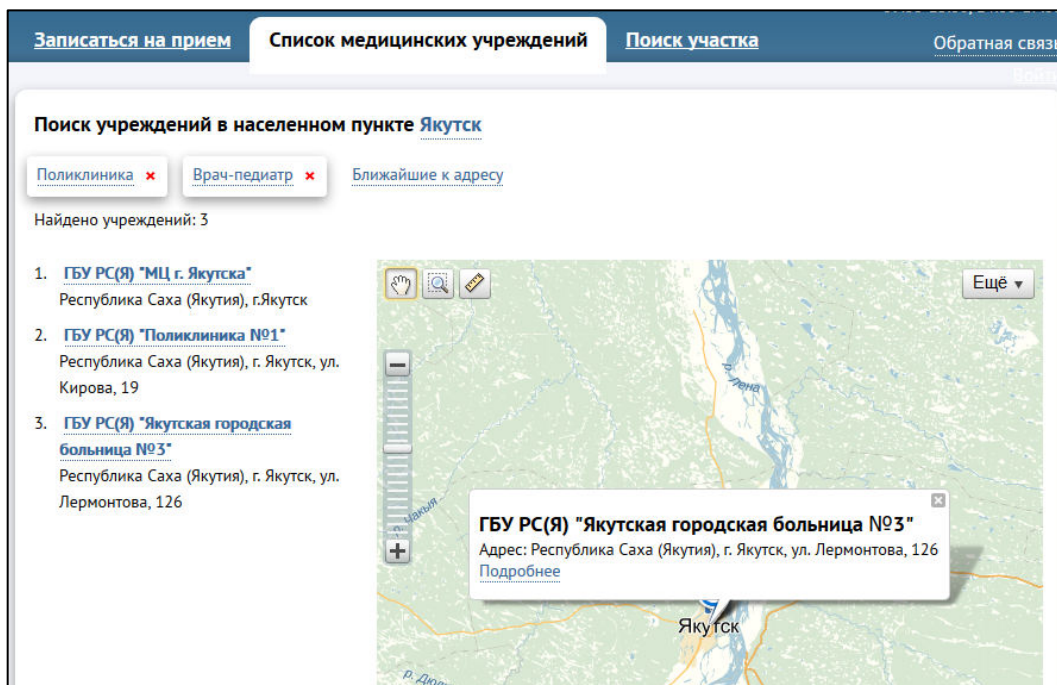 Записаться на прием
Список медицинских учреждений
Поиск участка
Обратная связь
Войти
Поиск учреждений в населенном пункте Якутск
Поликлиника ×
Врач-педиатр ×
Ближайшие к адресу
Найдено учреждений: 3
1. ГБУ РС(Я) "МЦ г. Якутска"
Республика Саха (Якутия), г.Якутск
2. ГБУ РС(Я) "Поликлиника №1"
Республика Саха (Якутия), г. Якутск, ул.
Кирова, 19
3. ГБУ РС(Я) "Якутская городская
больница №3"
Республика Саха (Якутия), г. Якутск, ул.
Лермонтова, 126
Ещё
р. Лена
р. Чакыя
ГБУ РС(Я) "Якутская городская больница №3"
Адрес: Республика Саха (Якутия), г. Якутск, ул. Лермонтова, 126
Подробнее
Якутск